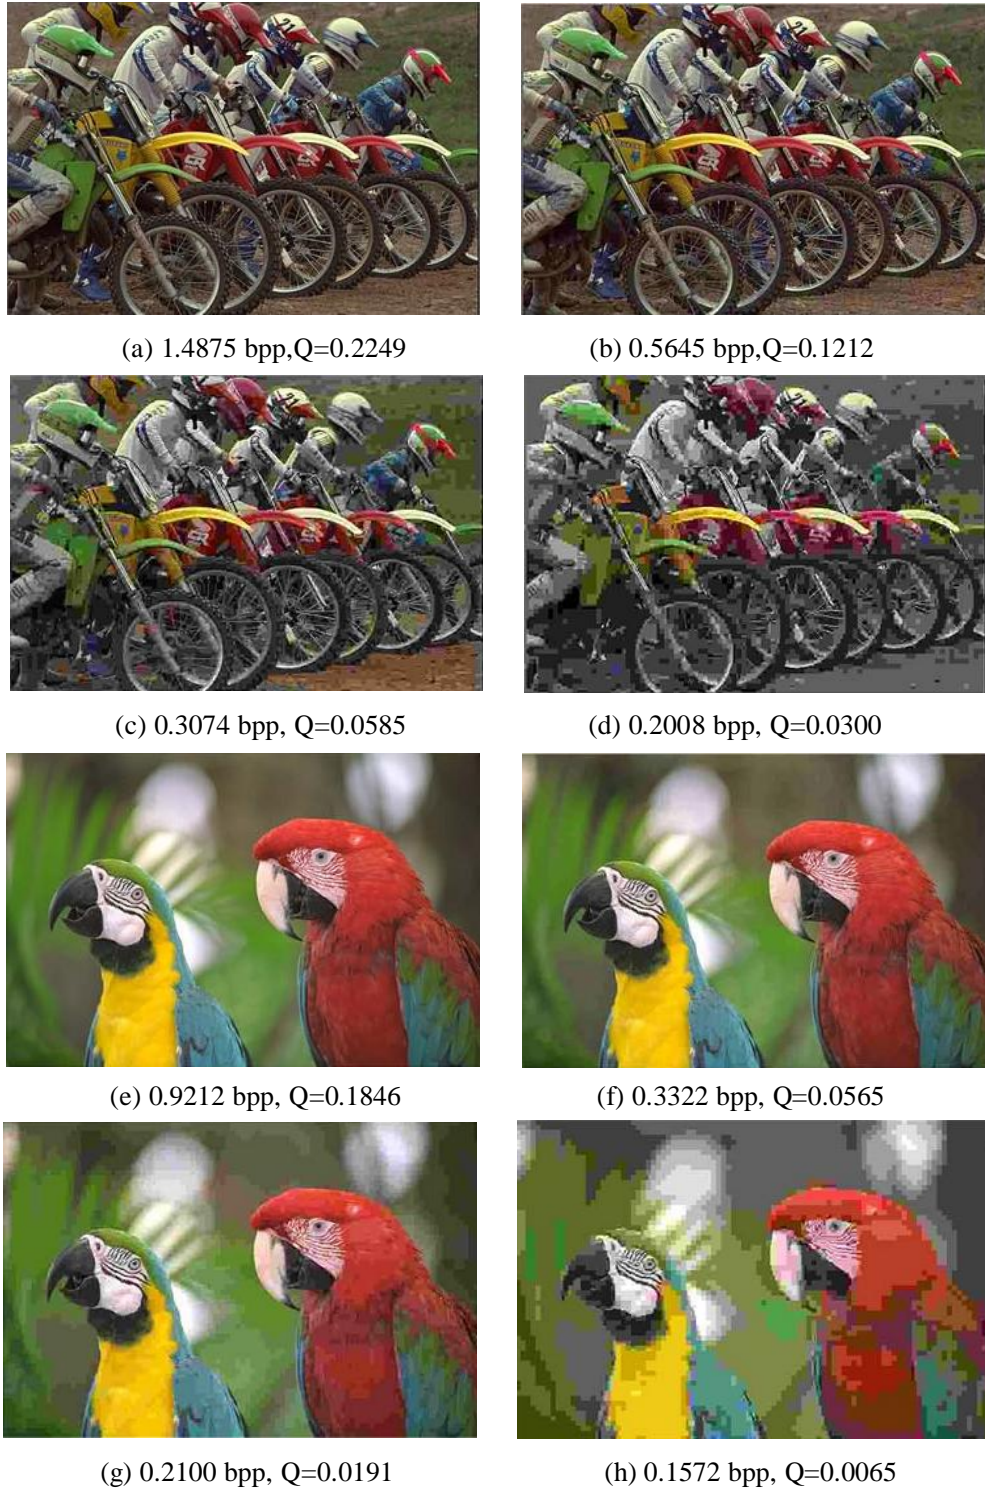 (a) 1.4875 bpp,Q=0.2249
(b) 0.5645 bpp,Q=0.1212
(c) 0.3074 bpp, Q=0.0585
(d) 0.2008 bpp, Q=0.0300
(e) 0.9212 bpp, Q=0.1846
(f) 0.3322 bpp, Q=0.0565
(g) 0.2100 bpp, Q=0.0191
(h) 0.1572 bpp, Q=0.0065